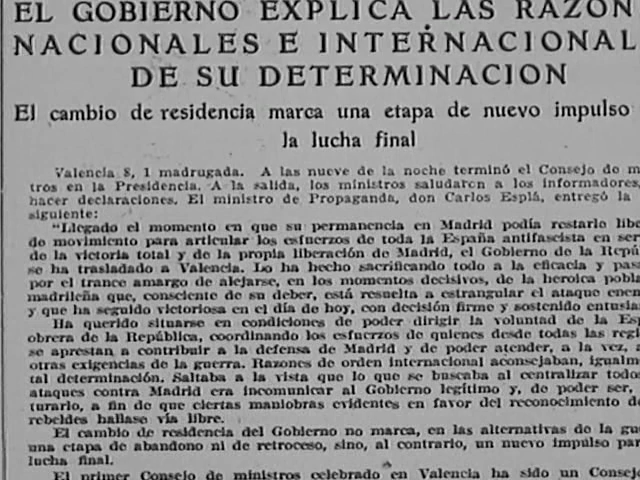 EL GOBIERNO EXPLICA LAS RAZON
NACIONALES E INTERNACIONAL
DE SU DETERMINACION
El cambio de residencia marca una etapa de nuevo impulso
la lucha final
Valencia 8, 1 madrugada. A las nueve de la noche terminó el Consejo de m
tros en la Presidencia. A la salida, los ministros saludaron a los informadores,
hacer declaraciones. El ministro de Propaganda, don Carlos Esplá, entregó la
siguiente:
"Llegado el momento en que su permanencia en Madrid podía restarle libe
de movimiento para articular los esfuerzos de toda la España antifascista en ser
de la victoria total y de la propia liberación de Madrid, el Gobierno de la Repú
se ha trasladado a Valencia. Lo ha hecho sacrificando todo a la eficacia y pas
por el trance amargo de alejarse, en los momentos decisivos, de la heroica pobla
madrileña que, consciente de su deber, está resuelta a estrangular el ataque enem
y que ha seguido victoriosa en el día de hoy, con decisión firme y sostenido entusia
Ha querido situarse en condiciones de poder dirigir la voluntad de la Esp
obrera de la República, coordinando los esfuerzos de quienes desde todas las regi
se aprestan a contribuir a la defensa de Madrid y de poder atender, a la vez, a
otras exigencias de la guerra. Razones de orden internacional aconsejaban, igualm
tal determinación. Saltaba a la vista que lo que se buscaba al centralizar todos
ataques contra Madrid era incomunicar al Gobierno legítimo y, de poder ser,
turarlo, a fin de que ciertas maniobras evidentes en favor del reconocimiento d
rebeldes hallase vía libre.
El cambio de residencia del Gobierno no marca, en las alternativas de la gue
una etapa de abandono ni de retroceso, sino, al contrario, un nuevo impulso par
lucha final.
El primer Consejo de ministros celebrado en Valencia ha sido un Consej